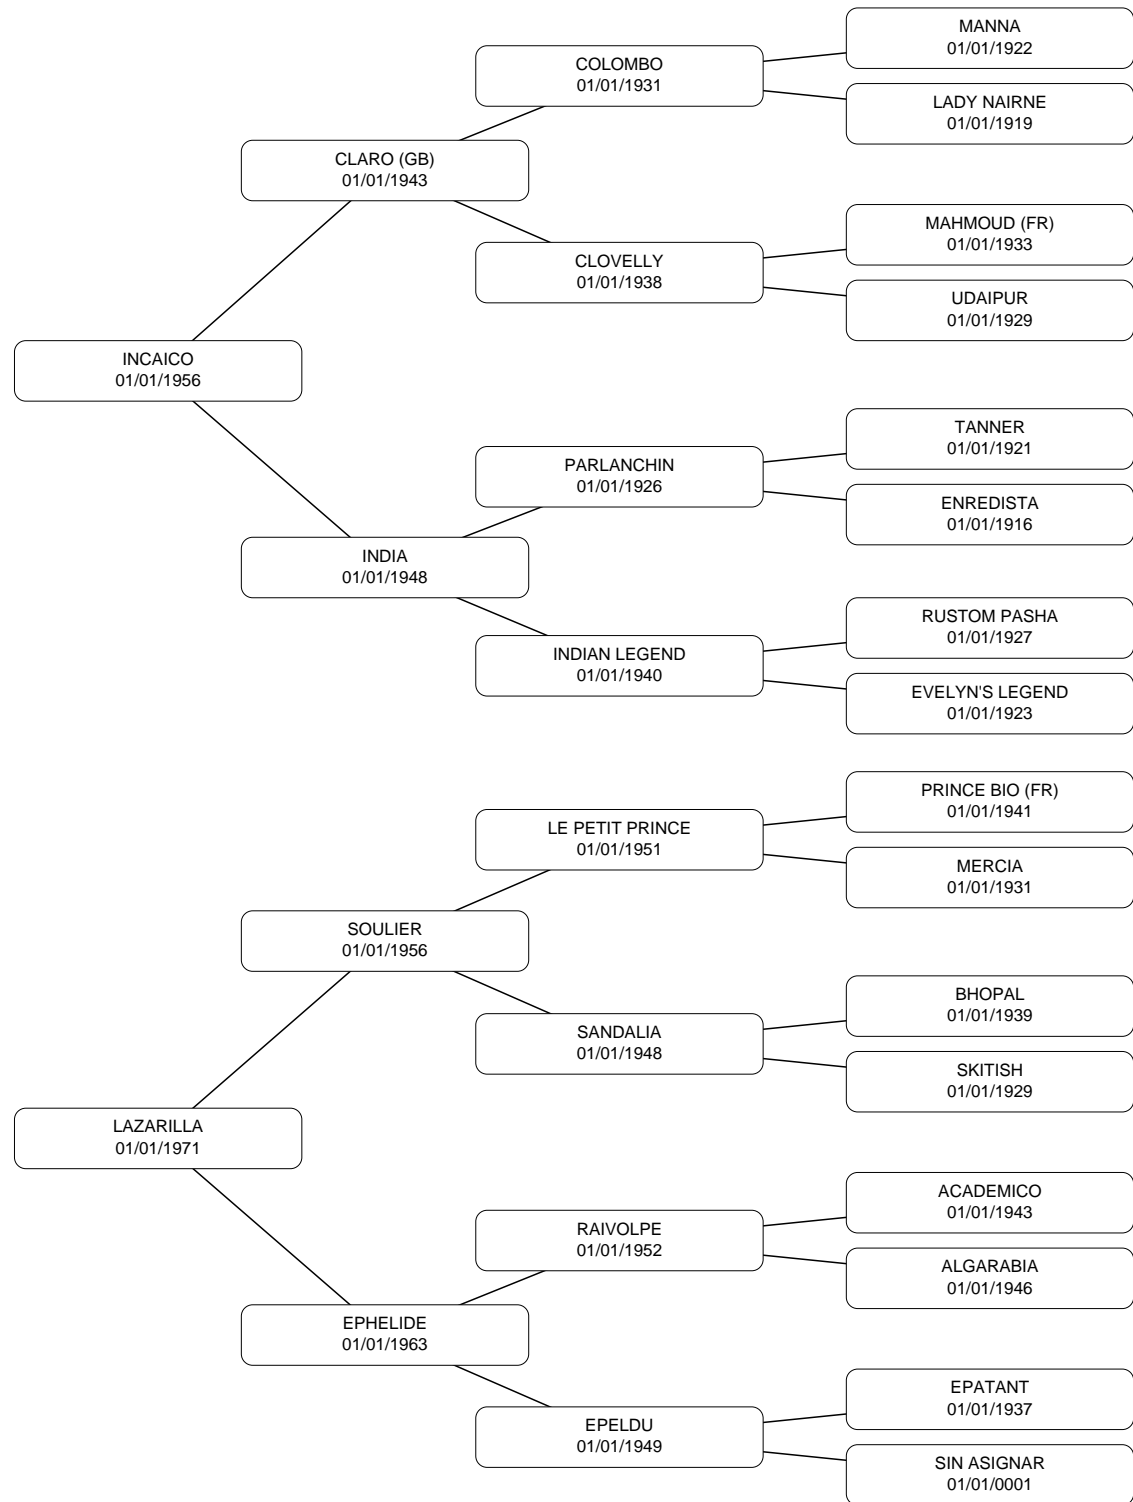 MANNA
01/01/1922
COLOMBO
01/01/1931
LADY NAIRNE
01/01/1919
CLARO (GB)
01/01/1943
MAHMOUD (FR)
01/01/1933
CLOVELLY
01/01/1938
UDAIPUR
01/01/1929
INCAICO
01/01/1956
TANNER
01/01/1921
PARLANCHIN
01/01/1926
ENREDISTA
01/01/1916
INDIA
01/01/1948
RUSTOM PASHA
01/01/1927
INDIAN LEGEND
01/01/1940
EVELYN'S LEGEND
01/01/1923
PRINCE BIO (FR)
01/01/1941
LE PETIT PRINCE
01/01/1951
MERCIA
01/01/1931
SOULIER
01/01/1956
BHOPAL
01/01/1939
SANDALIA
01/01/1948
SKITISH
01/01/1929
LAZARILLA
01/01/1971
ACADEMICO
01/01/1943
RAIVOLPE
01/01/1952
ALGARABIA
01/01/1946
EPHELIDE
01/01/1963
EPATANT
01/01/1937
EPELDU
01/01/1949
SIN ASIGNAR
01/01/0001